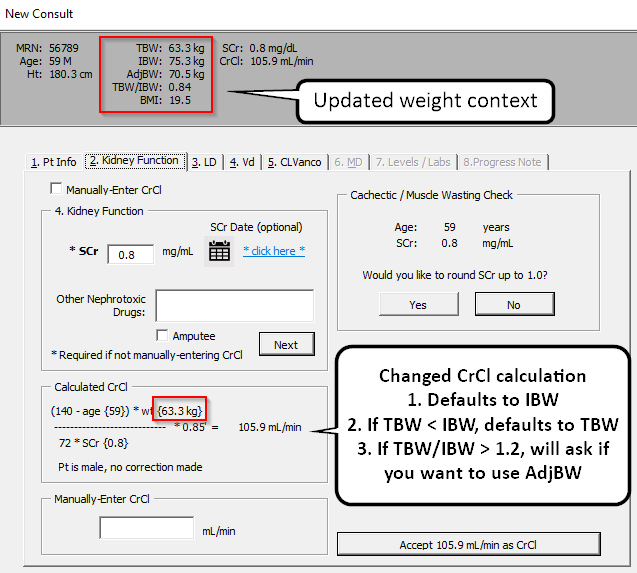 New Consult
MRN: 56789
Age: 59 M
Ht: 180.3 cm
TBW: 63.3 kg
IBW: 75.3 kg
AdjBW: 70.5 kg
TBW/IBW: 0.84
BMI: 19.5
SCr: 0.8 mg/dL
CrCl: 105.9 mL/min
Updated weight context
1. Pt Info
2. Kidney Function
3. LD
4. Vd
5. CLVanco
6. MD
7. Levels / Labs
8.Progress Note
Manually-Enter CrCl
4. Kidney Function
SCr Date (optional)
* SCr 0.8 mg/mL * click here *
Other Nephrotoxic
Drugs:
Amputee
* Required if not manually-entering CrCl
Next
Cachectic / Muscle Wasting Check
Age: 59 years
SCr: 0.8 mg/mL
Would you like to round SCr up to 1.0?
Yes No
Calculated CrCl
(140 - age {59}) * wt {63.3 kg}
---------------------------- * 0.85* = 105.9 mL/min
72 * SCr {0.8}
Pt is male, no correction made
Changed CrCl calculation
1. Defaults to IBW
2. If TBW < IBW, defaults to TBW
3. If TBW/IBW > 1.2, will ask if
you want to use AdjBW
Manually-Enter CrCl
mL/min
Accept 105.9 mL/min as CrCl